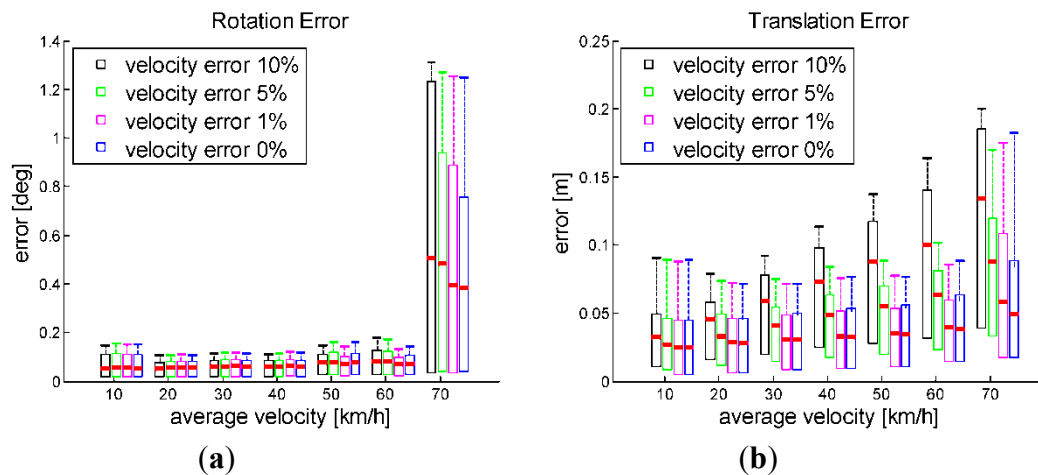 Rotation Error
1.4
1.2
1
0.8
0.6
0.4
0.2
0
error [deg]
velocity error 10%
velocity error 5%
velocity error 1%
velocity error 0%
10 20 30 40 50 60 70
average velocity [km/h]
(a)
Translation Error
0.25
0.2
0.15
0.1
0.05
0
error [m]
velocity error 10%
velocity error 5%
velocity error 1%
velocity error 0%
10 20 30 40 50 60 70
average velocity [km/h]
(b)